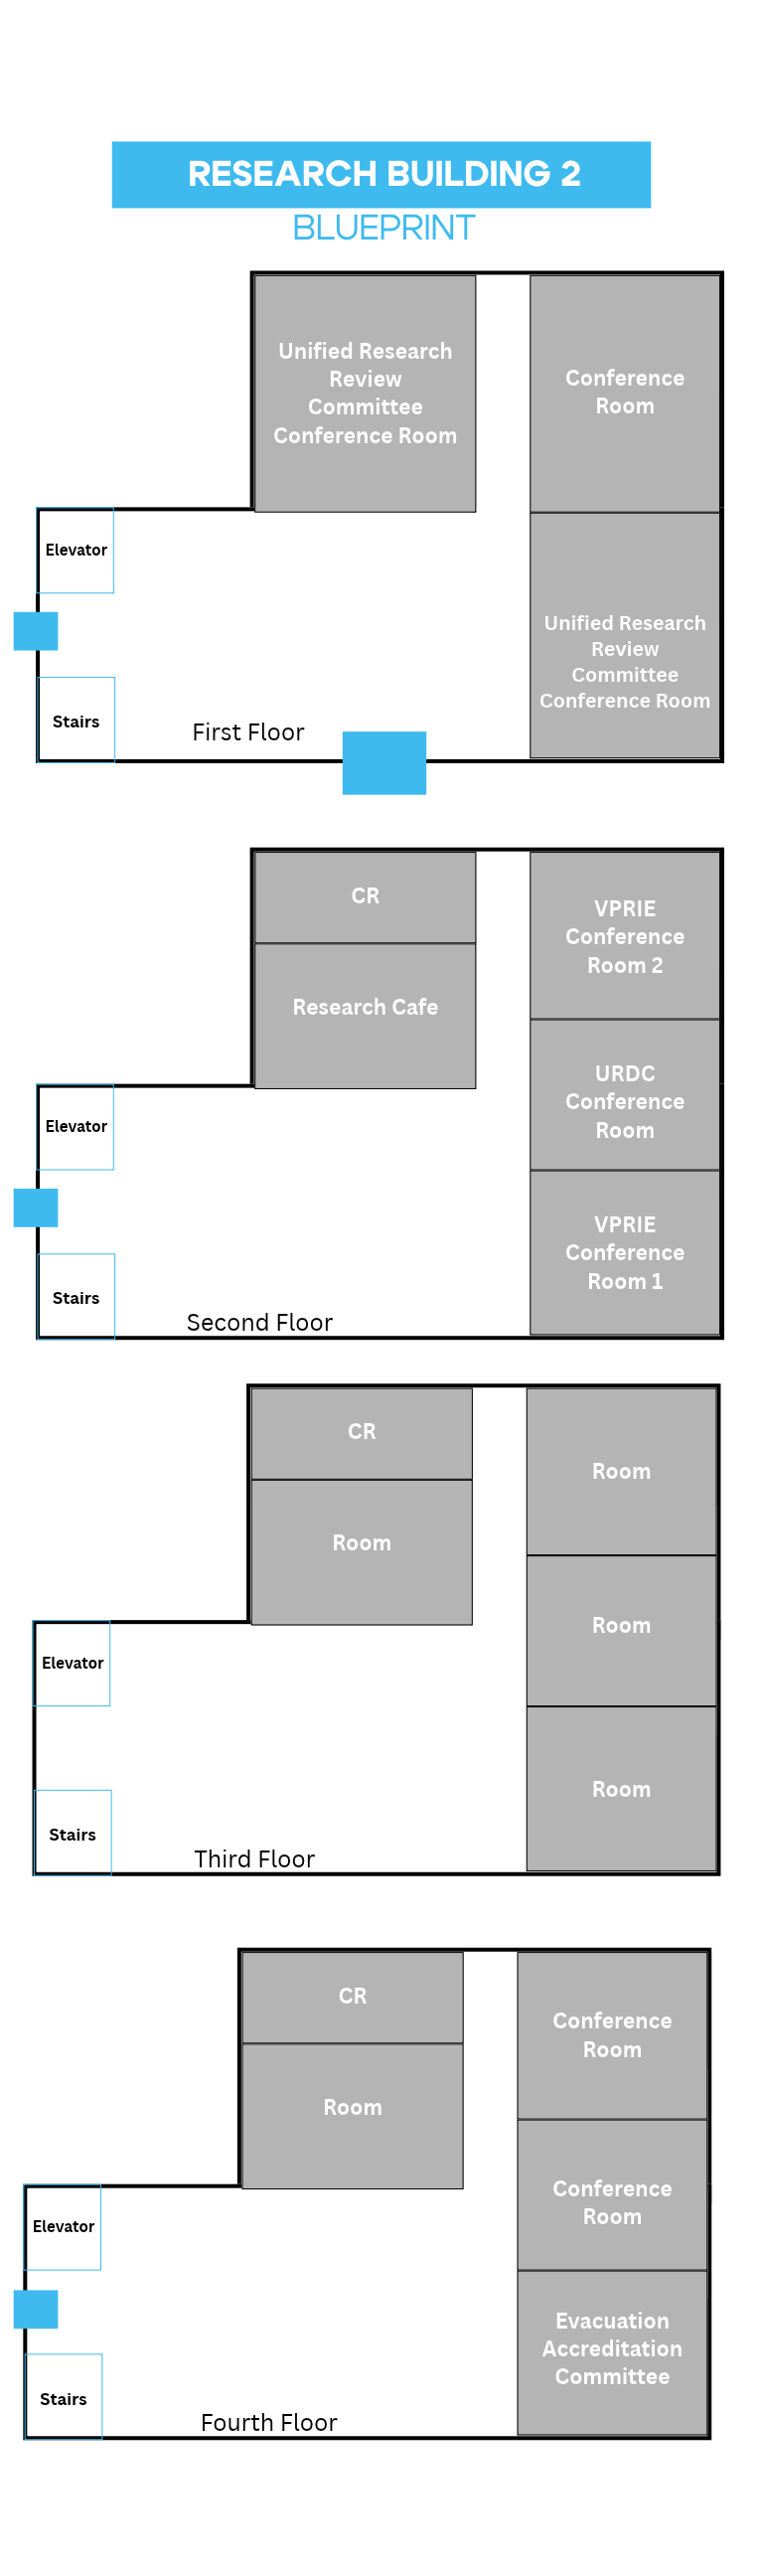 RESEARCH BUILDING 2
BLUEPRINT
Unified Research
Review
Committee
Conference Room
Conference
Room
Elevator
Unified Research
Review
Committee
Conference Room
Stairs
First Floor
CR
VPRIE
Conference
Room 2
Research Cafe
URDC
Conference
Room
Elevator
VPRIE
Conference
Room 1
Stairs
Second Floor
CR
Room
Room
Room
Elevator
Room
Stairs
Third Floor
CR
Conference
Room
Room
Conference
Room
Elevator
Evacuation
Accreditation
Committee
Stairs
Fourth Floor